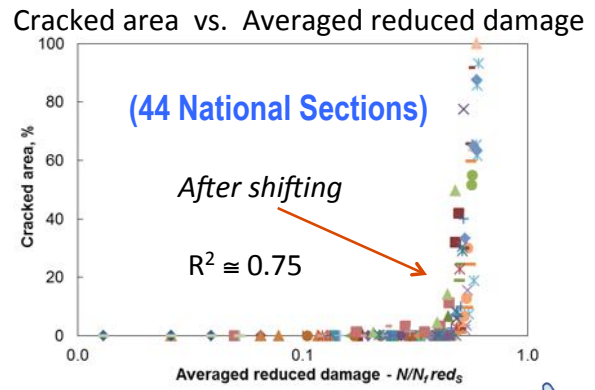 Cracked area vs. Averaged reduced damage
100
80
60
40
20
0
Cracked area, %
(44 National Sections)
After shifting
R² ≅ 0.75
0.0
0.1
1.0
Averaged reduced damage - N/Nf redS